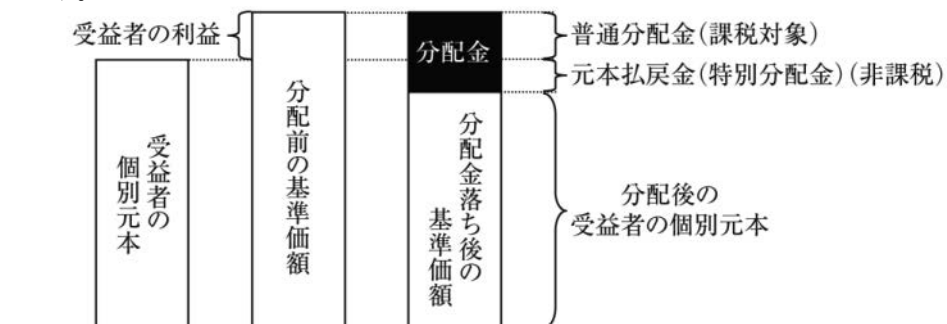 受益者の利益
分配金
普通分配金(課税対象)
元本払戻金(特別分配金)(非課税)
受益者の
個別元本
分配前の基準価額
分配金落ち後の
基準価額
分配後の
受益者の個別元本